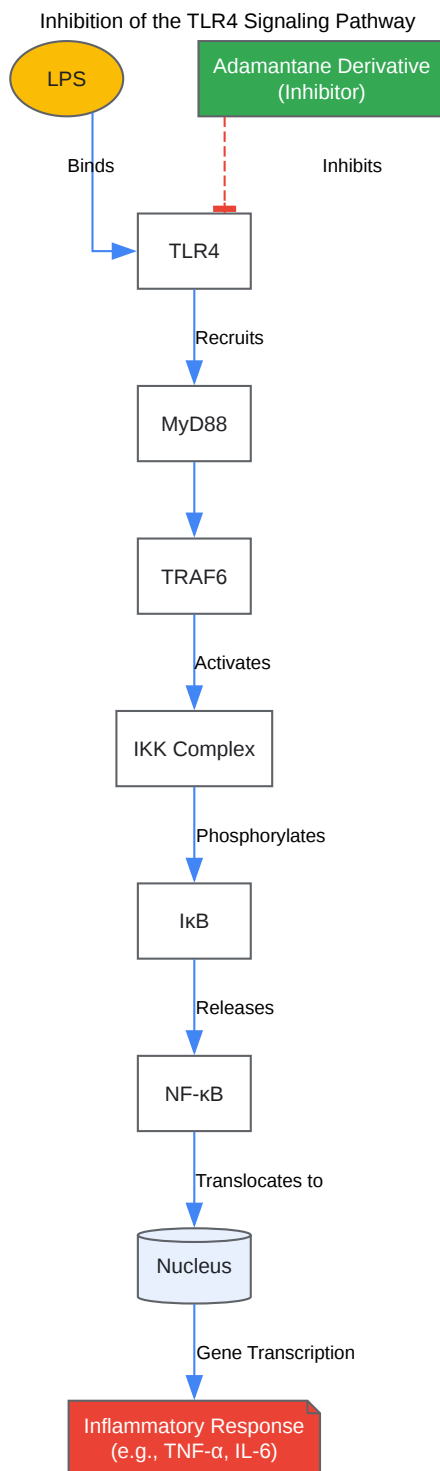 Inhibition of the TLR4 Signaling Pathway
LPS
Adamantane Derivative
(Inhibitor)
Binds
Inhibits
TLR4
Recruits
MyD88
TRAF6
Activates
IKK Complex
Phosphorylates
IκB
Releases
NF-κB
Translocates to
Nucleus
Gene Transcription
Inflammatory Response
(e.g., TNF-α, IL-6)